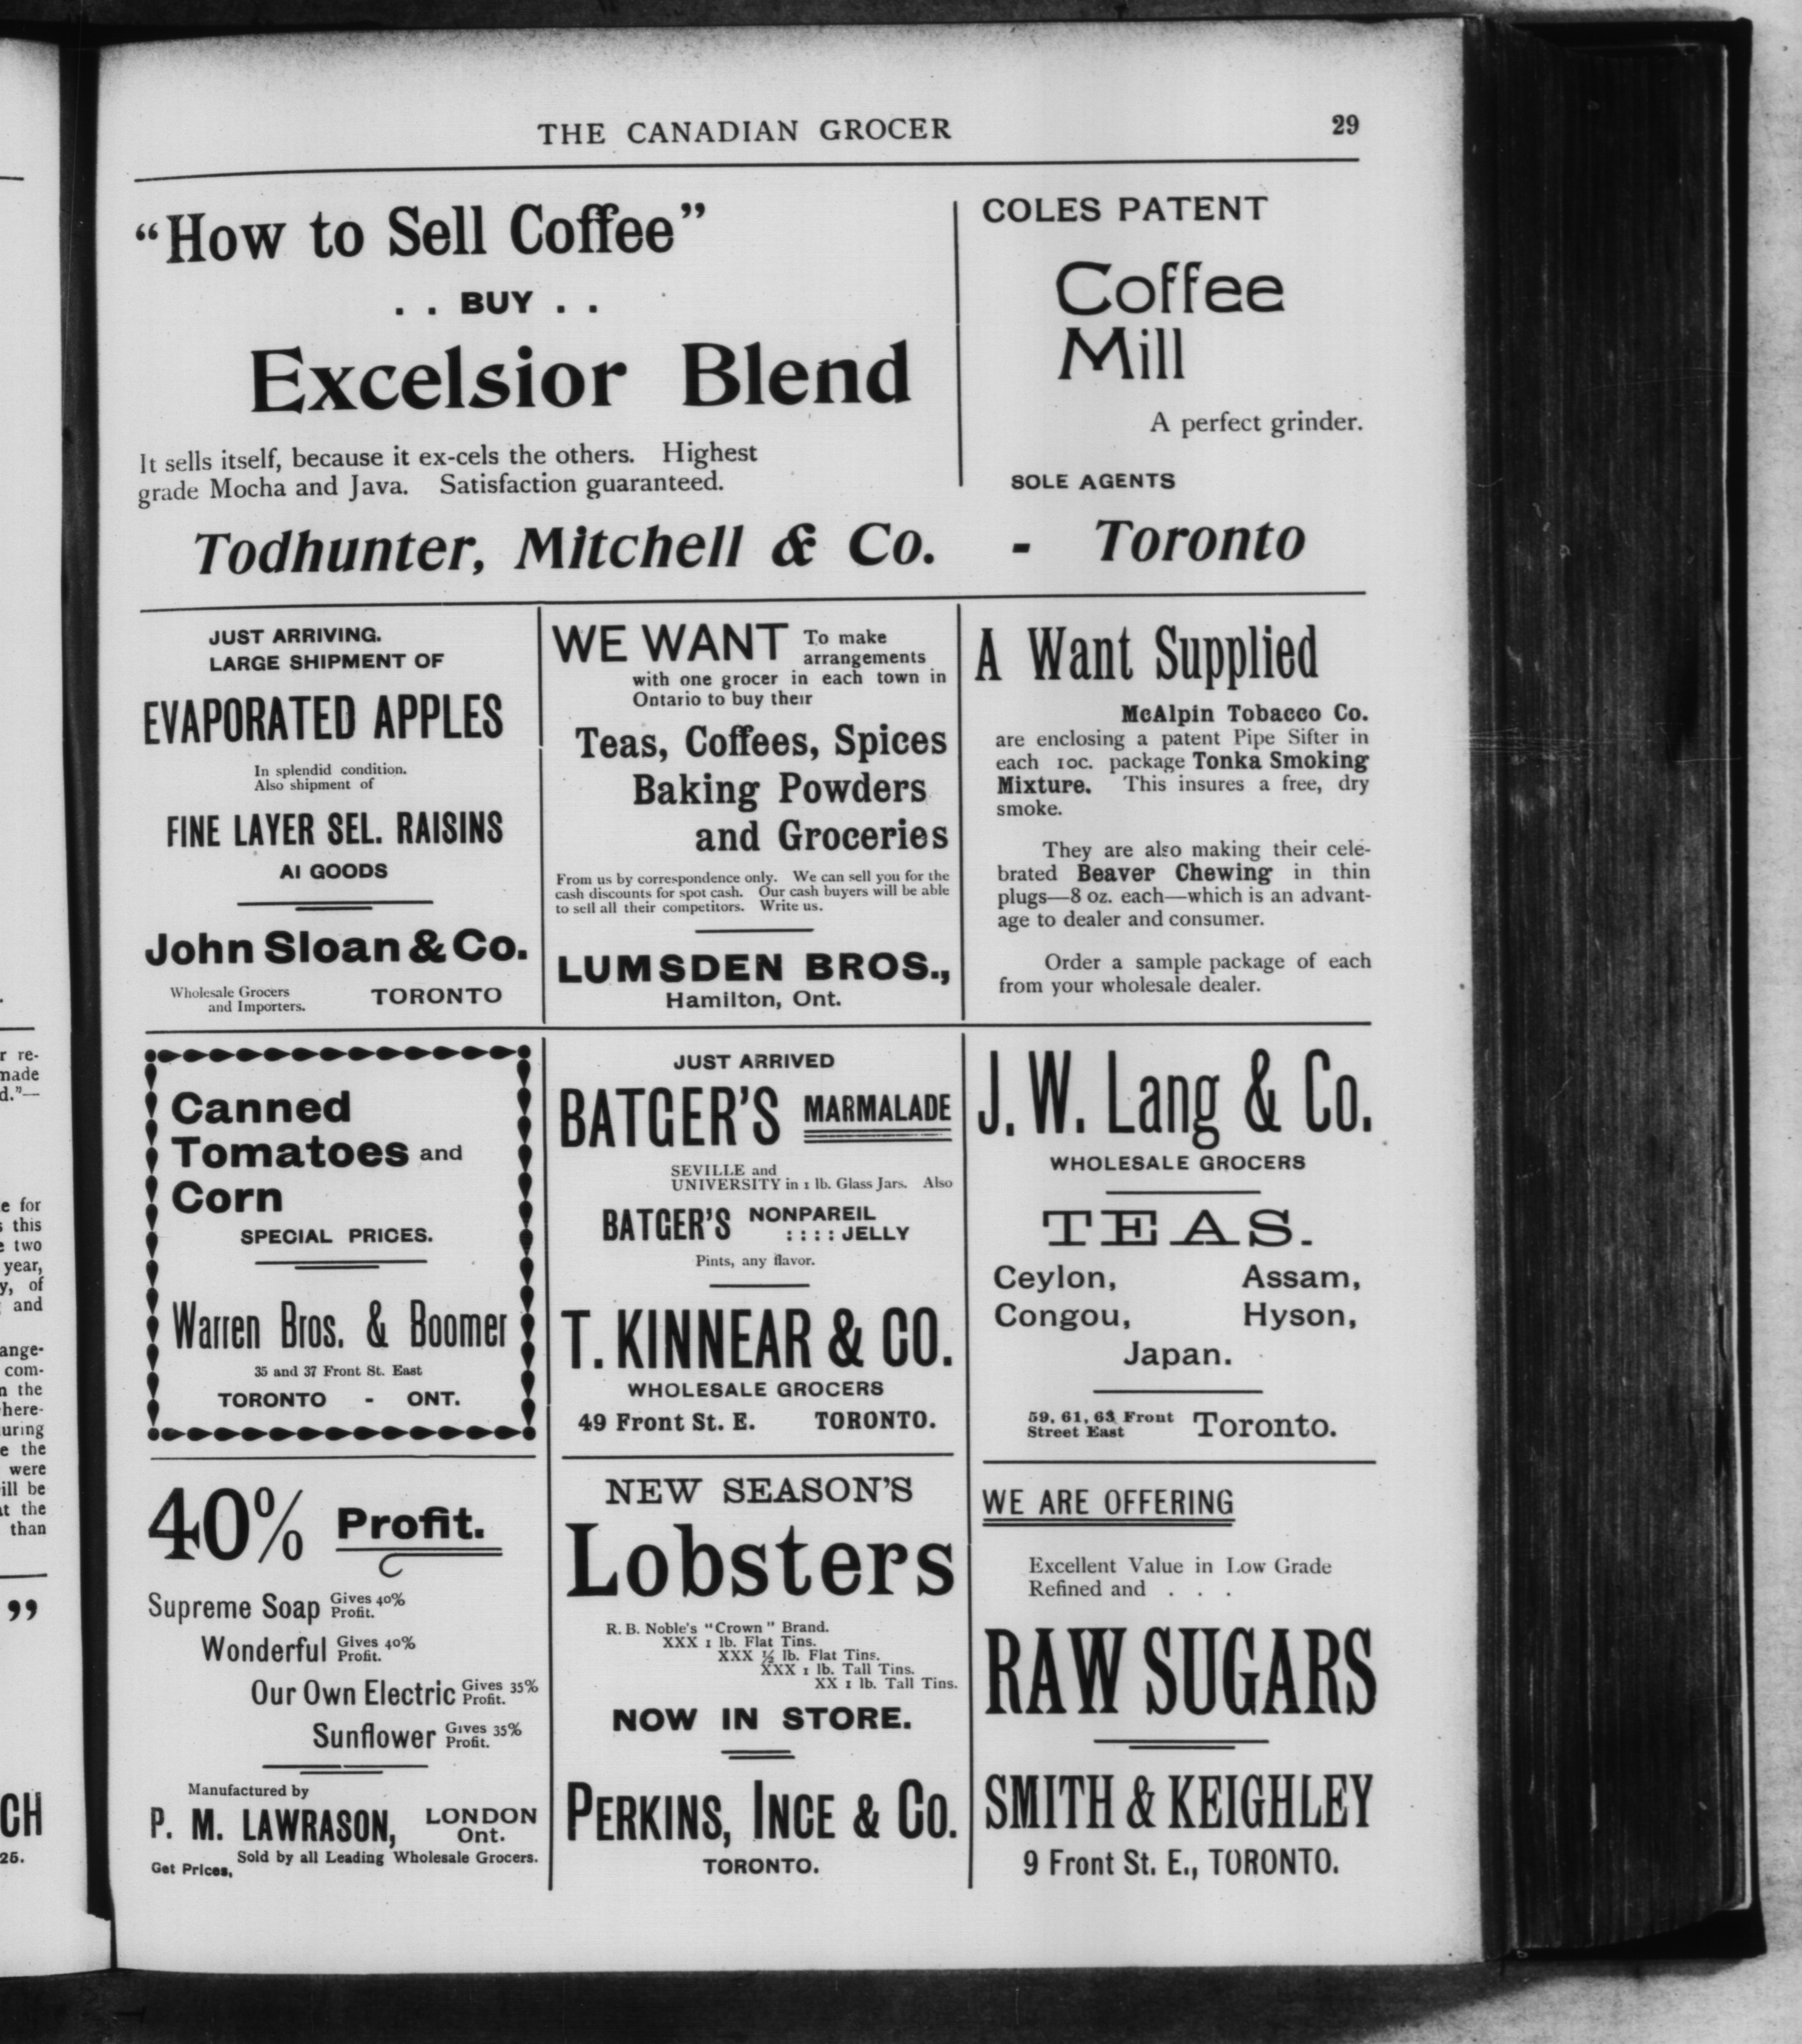 THE CANADIAN GROCER 29
“How to Sell Coffee”
. . BUY . .
Excelsior Blend
It sells itself, because it ex-cels the others. Highest
grade Mocha and Java. Satisfaction guaranteed.
COLES PATENT
Coffee
Mill
A perfect grinder.
SOLE AGENTS
Todhunter, Mitchell & Co. - Toronto
JUST ARRIVING.
LARGE SHIPMENT OF
EVAPORATED APPLES
In splendid condition.
Also shipment of
FINE LAYER SEL. RAISINS
A1 GOODS
John Sloan & Co.
Wholesale Grocers
and Importers.
TORONTO
WE WANT To make
arrangements
with one grocer in each town in
Ontario to buy their
Teas, Coffees, Spices
Baking Powders
and Groceries
From us by correspondence only. We can sell you for the
cash discounts for spot cash. Our cash buyers will be able
to sell all their competitors. Write us.
LUMSDEN BROS.,
Hamilton, Ont.
A Want Supplied
McAlpin Tobacco Co.
are enclosing a patent Pipe Sifter in
each 10c. package Tonka Smoking
Mixture. This insures a free, dry
smoke.
They are also making their cele-
brated Beaver Chewing in thin
plugs—8 oz. each—which is an advant-
age to dealer and consumer.
Order a sample package of each
from your wholesale dealer.
Canned
Tomatoes and
Corn
SPECIAL PRICES.
Warren Bros. & Boomer
35 and 37 Front St. East
TORONTO - ONT.
JUST ARRIVED
BATGER’S MARMALADE
SEVILLE and
UNIVERSITY in 1 lb. Glass Jars. Also
BATGER’S NONPAREIL
: : : : JELLY
Pints, any flavor.
T. KINNEAR & CO.
WHOLESALE GROCERS
49 Front St. E. TORONTO.
J. W. Lang & Co.
WHOLESALE GROCERS
TEAS.
Ceylon, Assam,
Congou, Hyson,
Japan.
59, 61, 63 Front
Street East
Toronto.
40% Profit.
Supreme Soap Gives 40%
Profit.
Wonderful Gives 40%
Profit.
Our Own Electric Gives 35%
Profit.
Sunflower Gives 35%
Profit.
Manufactured by
P. M. LAWRASON, LONDON
Ont.
Sold by all Leading Wholesale Grocers.
Get Prices,
NEW SEASON’S
Lobsters
R. B. Noble’s “Crown” Brand.
XXX 1 lb. Flat Tins.
XXX ½ lb. Flat Tins.
XXX 1 lb. Tall Tins.
XX 1 lb. Tall Tins.
NOW IN STORE.
PERKINS, INCE & CO.
TORONTO.
WE ARE OFFERING
Excellent Value in Low Grade
Refined and . . .
RAW SUGARS
SMITH & KEIGHLEY
9 Front St. E., TORONTO.